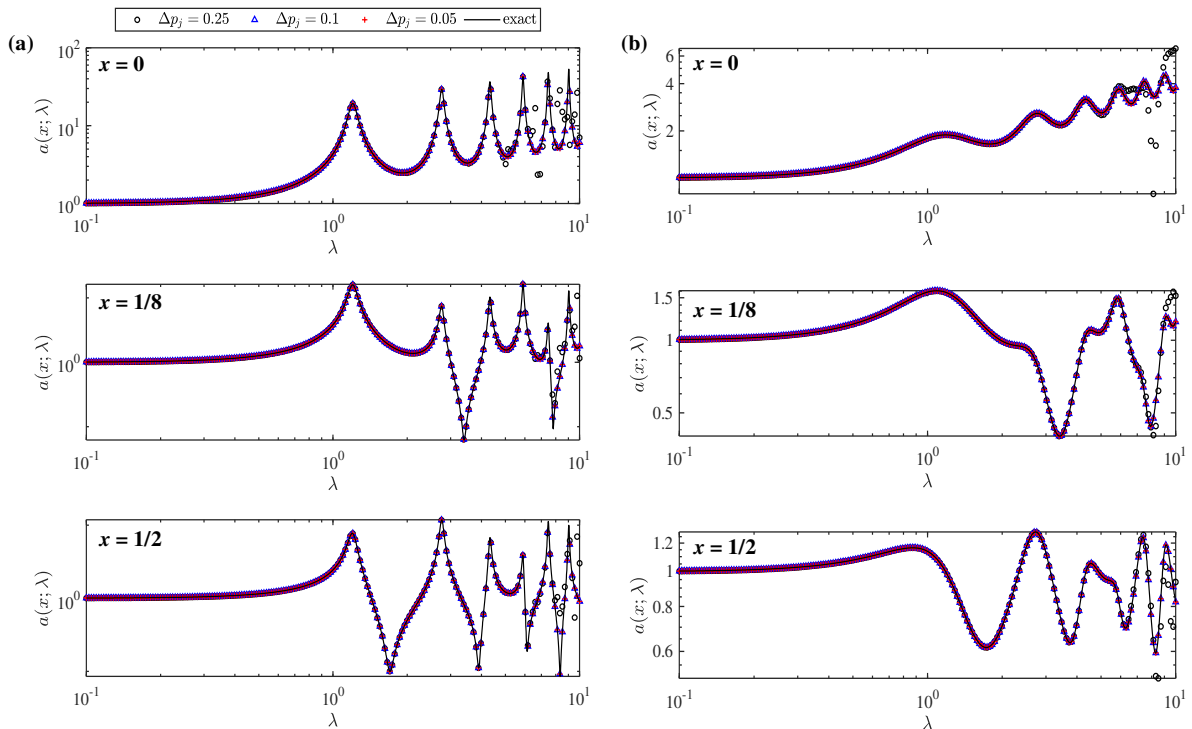 Δp_j = 0.25 Δp_j = 0.1 Δp_j = 0.05 exact
(a)
x = 0
a(x; λ)
10^2
10^1
10^0
10^-1 10^0 10^1
λ
x = 1/8
a(x; λ)
10^0
10^-1 10^0 10^1
λ
x = 1/2
a(x; λ)
10^0
10^-1 10^0 10^1
λ
(b)
x = 0
a(x; λ)
6
4
2
10^-1 10^0 10^1
λ
x = 1/8
a(x; λ)
1.5
1
0.5
10^-1 10^0 10^1
λ
x = 1/2
a(x; λ)
1.2
1
0.8
0.6
10^-1 10^0 10^1
λ